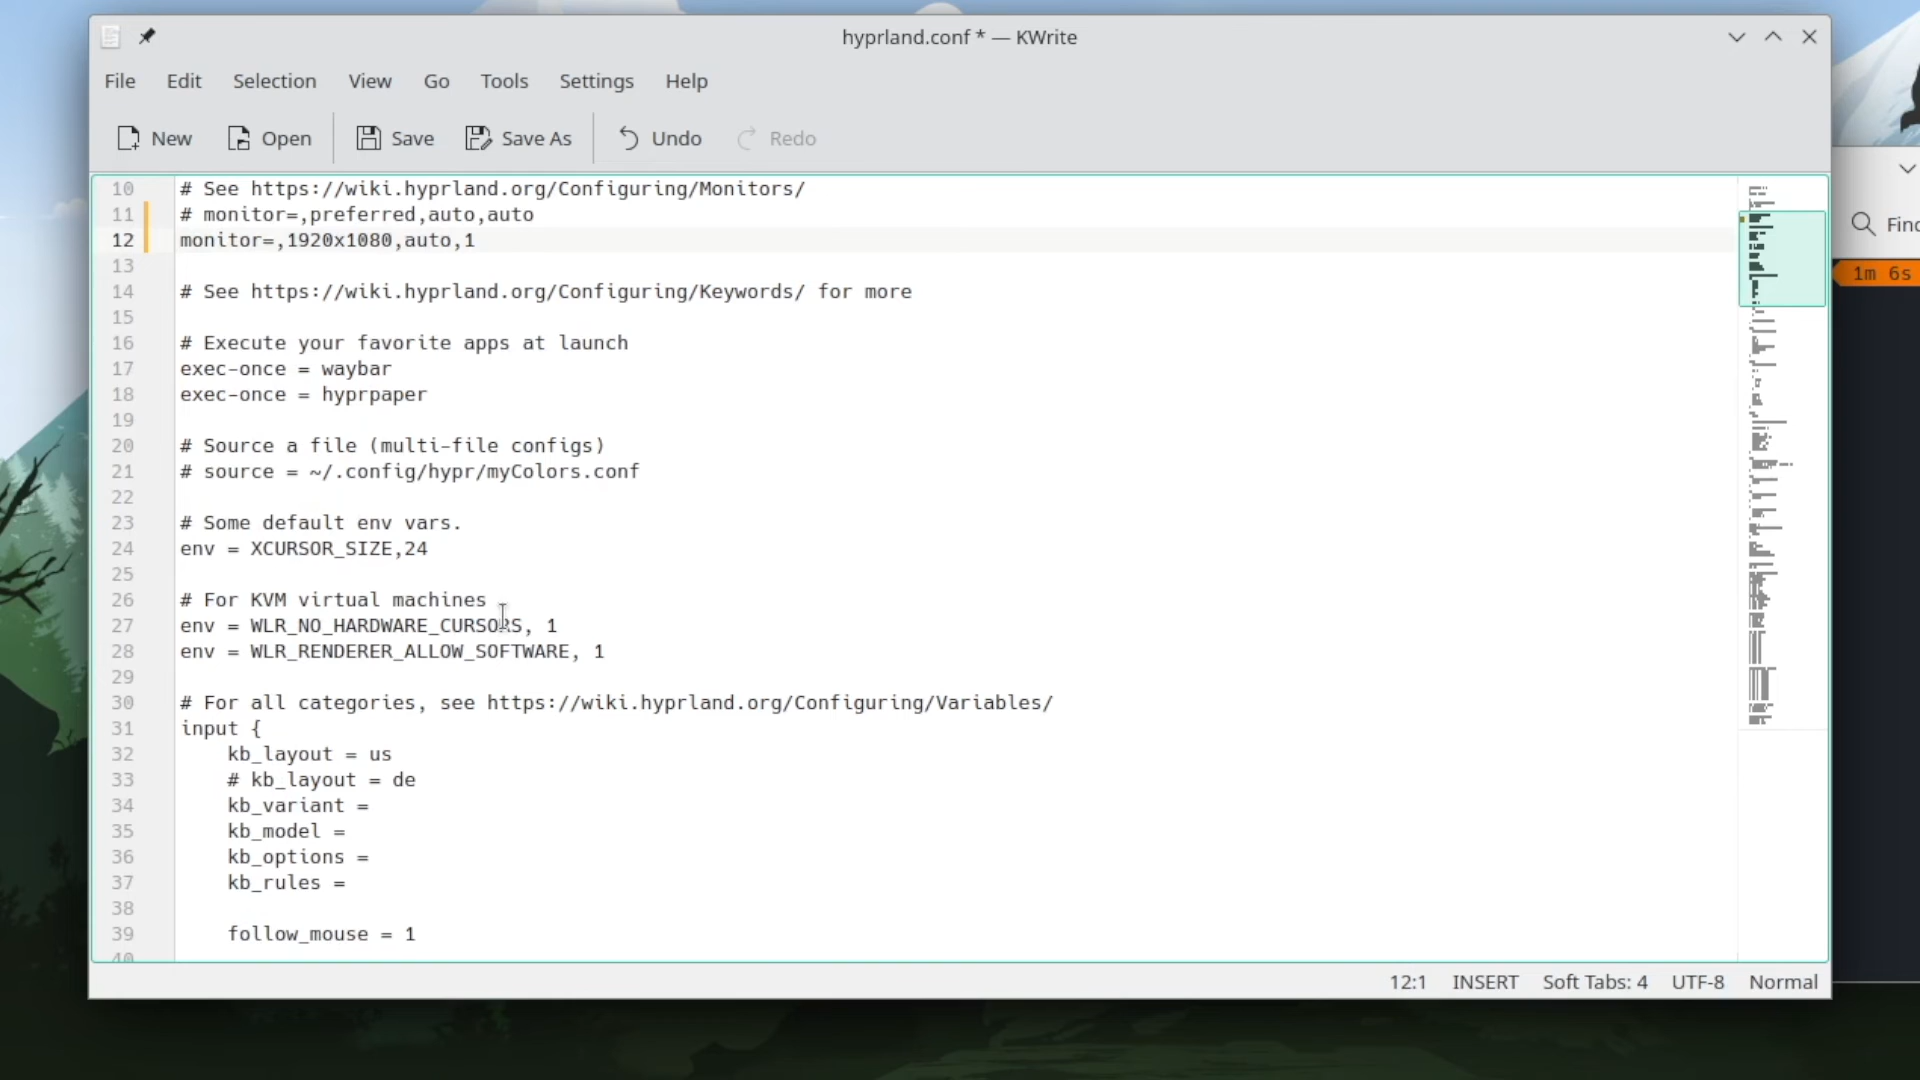 hyprland.conf * — KWrite
File Edit Selection View Go Tools Settings Help
New Open Save Save As Undo Redo
10 # See https://wiki.hyprland.org/Configuring/Monitors/
11 # monitor=,preferred,auto,auto
12 monitor=,1920x1080,auto,1
13
14 # See https://wiki.hyprland.org/Configuring/Keywords/ for more
15
16 # Execute your favorite apps at launch
17 exec-once = waybar
18 exec-once = hyprpaper
19
20 # Source a file (multi-file configs)
21 # source = ~/.config/hypr/myColors.conf
22
23 # Some default env vars.
24 env = XCURSOR_SIZE,24
25
26 # For KVM virtual machines
27 env = WLR_NO_HARDWARE_CURSORS, 1
28 env = WLR_RENDERER_ALLOW_SOFTWARE, 1
29
30 # For all categories, see https://wiki.hyprland.org/Configuring/Variables/
31 input {
32 kb_layout = us
33 # kb_layout = de
34 kb_variant =
35 kb_model =
36 kb_options =
37 kb_rules =
38
39 follow_mouse = 1
40
12:1 INSERT Soft Tabs: 4 UTF-8 Normal
1m 6s